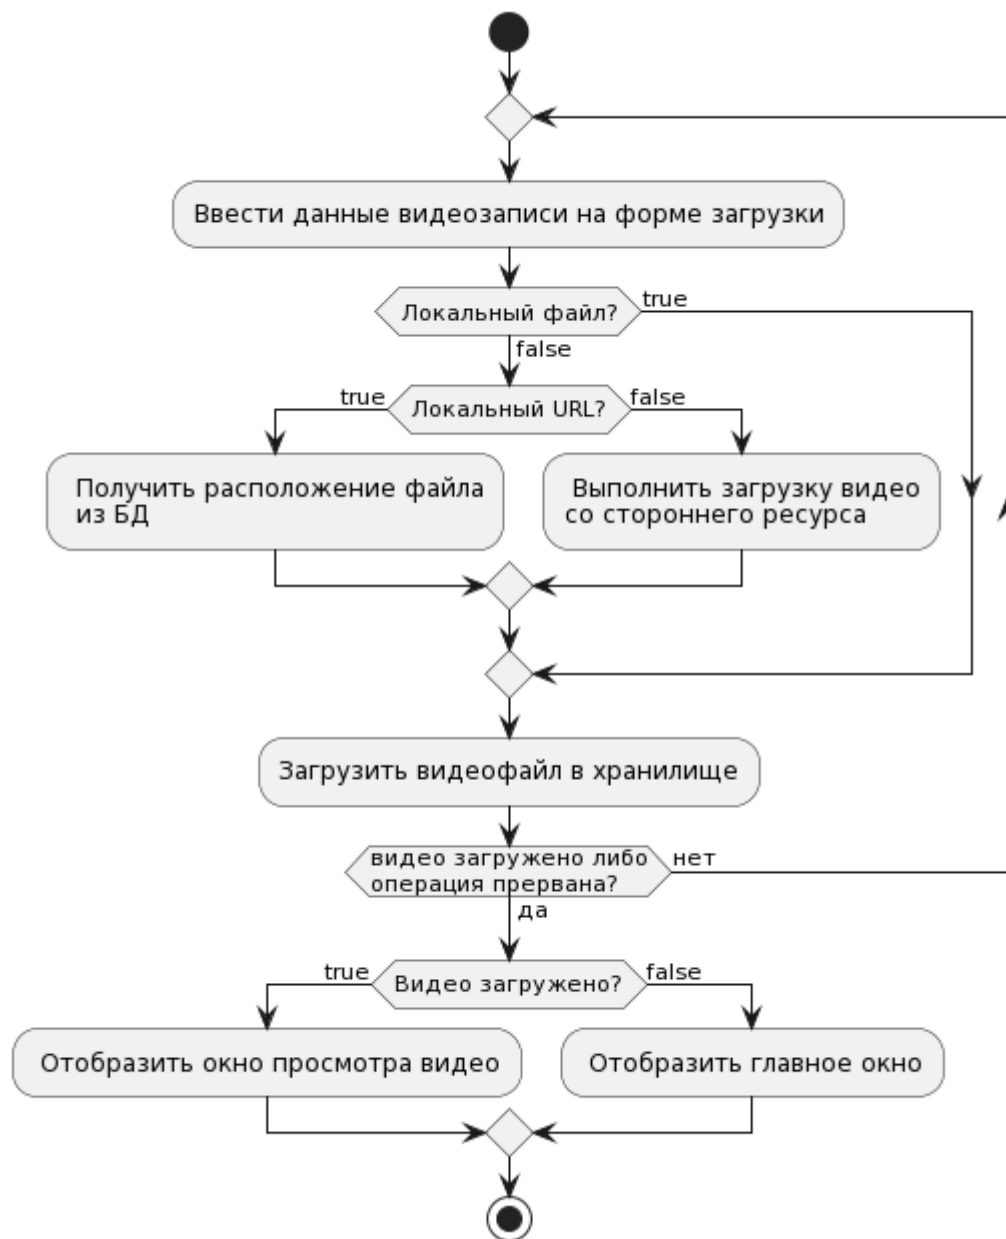 Ввести данные видеозаписи на форме загрузки
Локальный файл?
true
false
true
Локальный URL?
false
Получить расположение файла
из БД
Выполнить загрузку видео
со стороннего ресурса
Загрузить видеофайл в хранилище
видео загружено либо
операция прервана?
нет
да
true
Видео загружено?
false
Отобразить окно просмотра видео
Отобразить главное окно